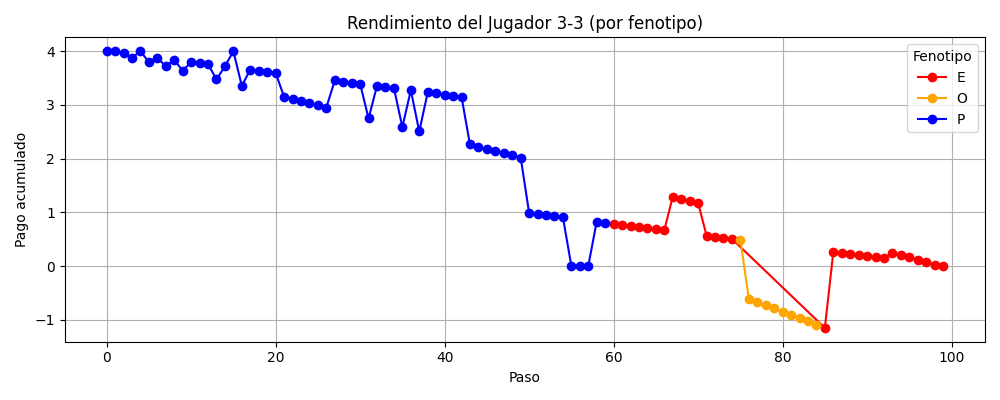 Rendimiento del Jugador 3-3 (por fenotipo)
Fenotipo
E
O
P
Pago acumulado
4
3
2
1
0
−1
0 20 40 60 80 100
Paso